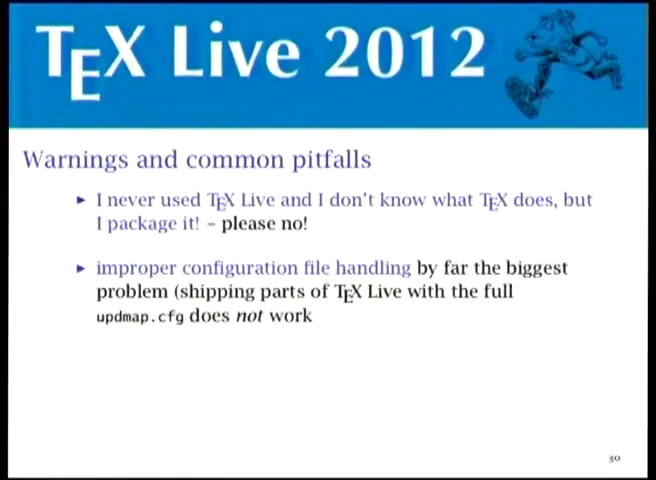 TEX Live 2012
Warnings and common pitfalls
► I never used TEX Live and I don't know what TEX does, but
I package it! – please no!
► improper configuration file handling by far the biggest
problem (shipping parts of TEX Live with the full
updmap.cfg does not work
30